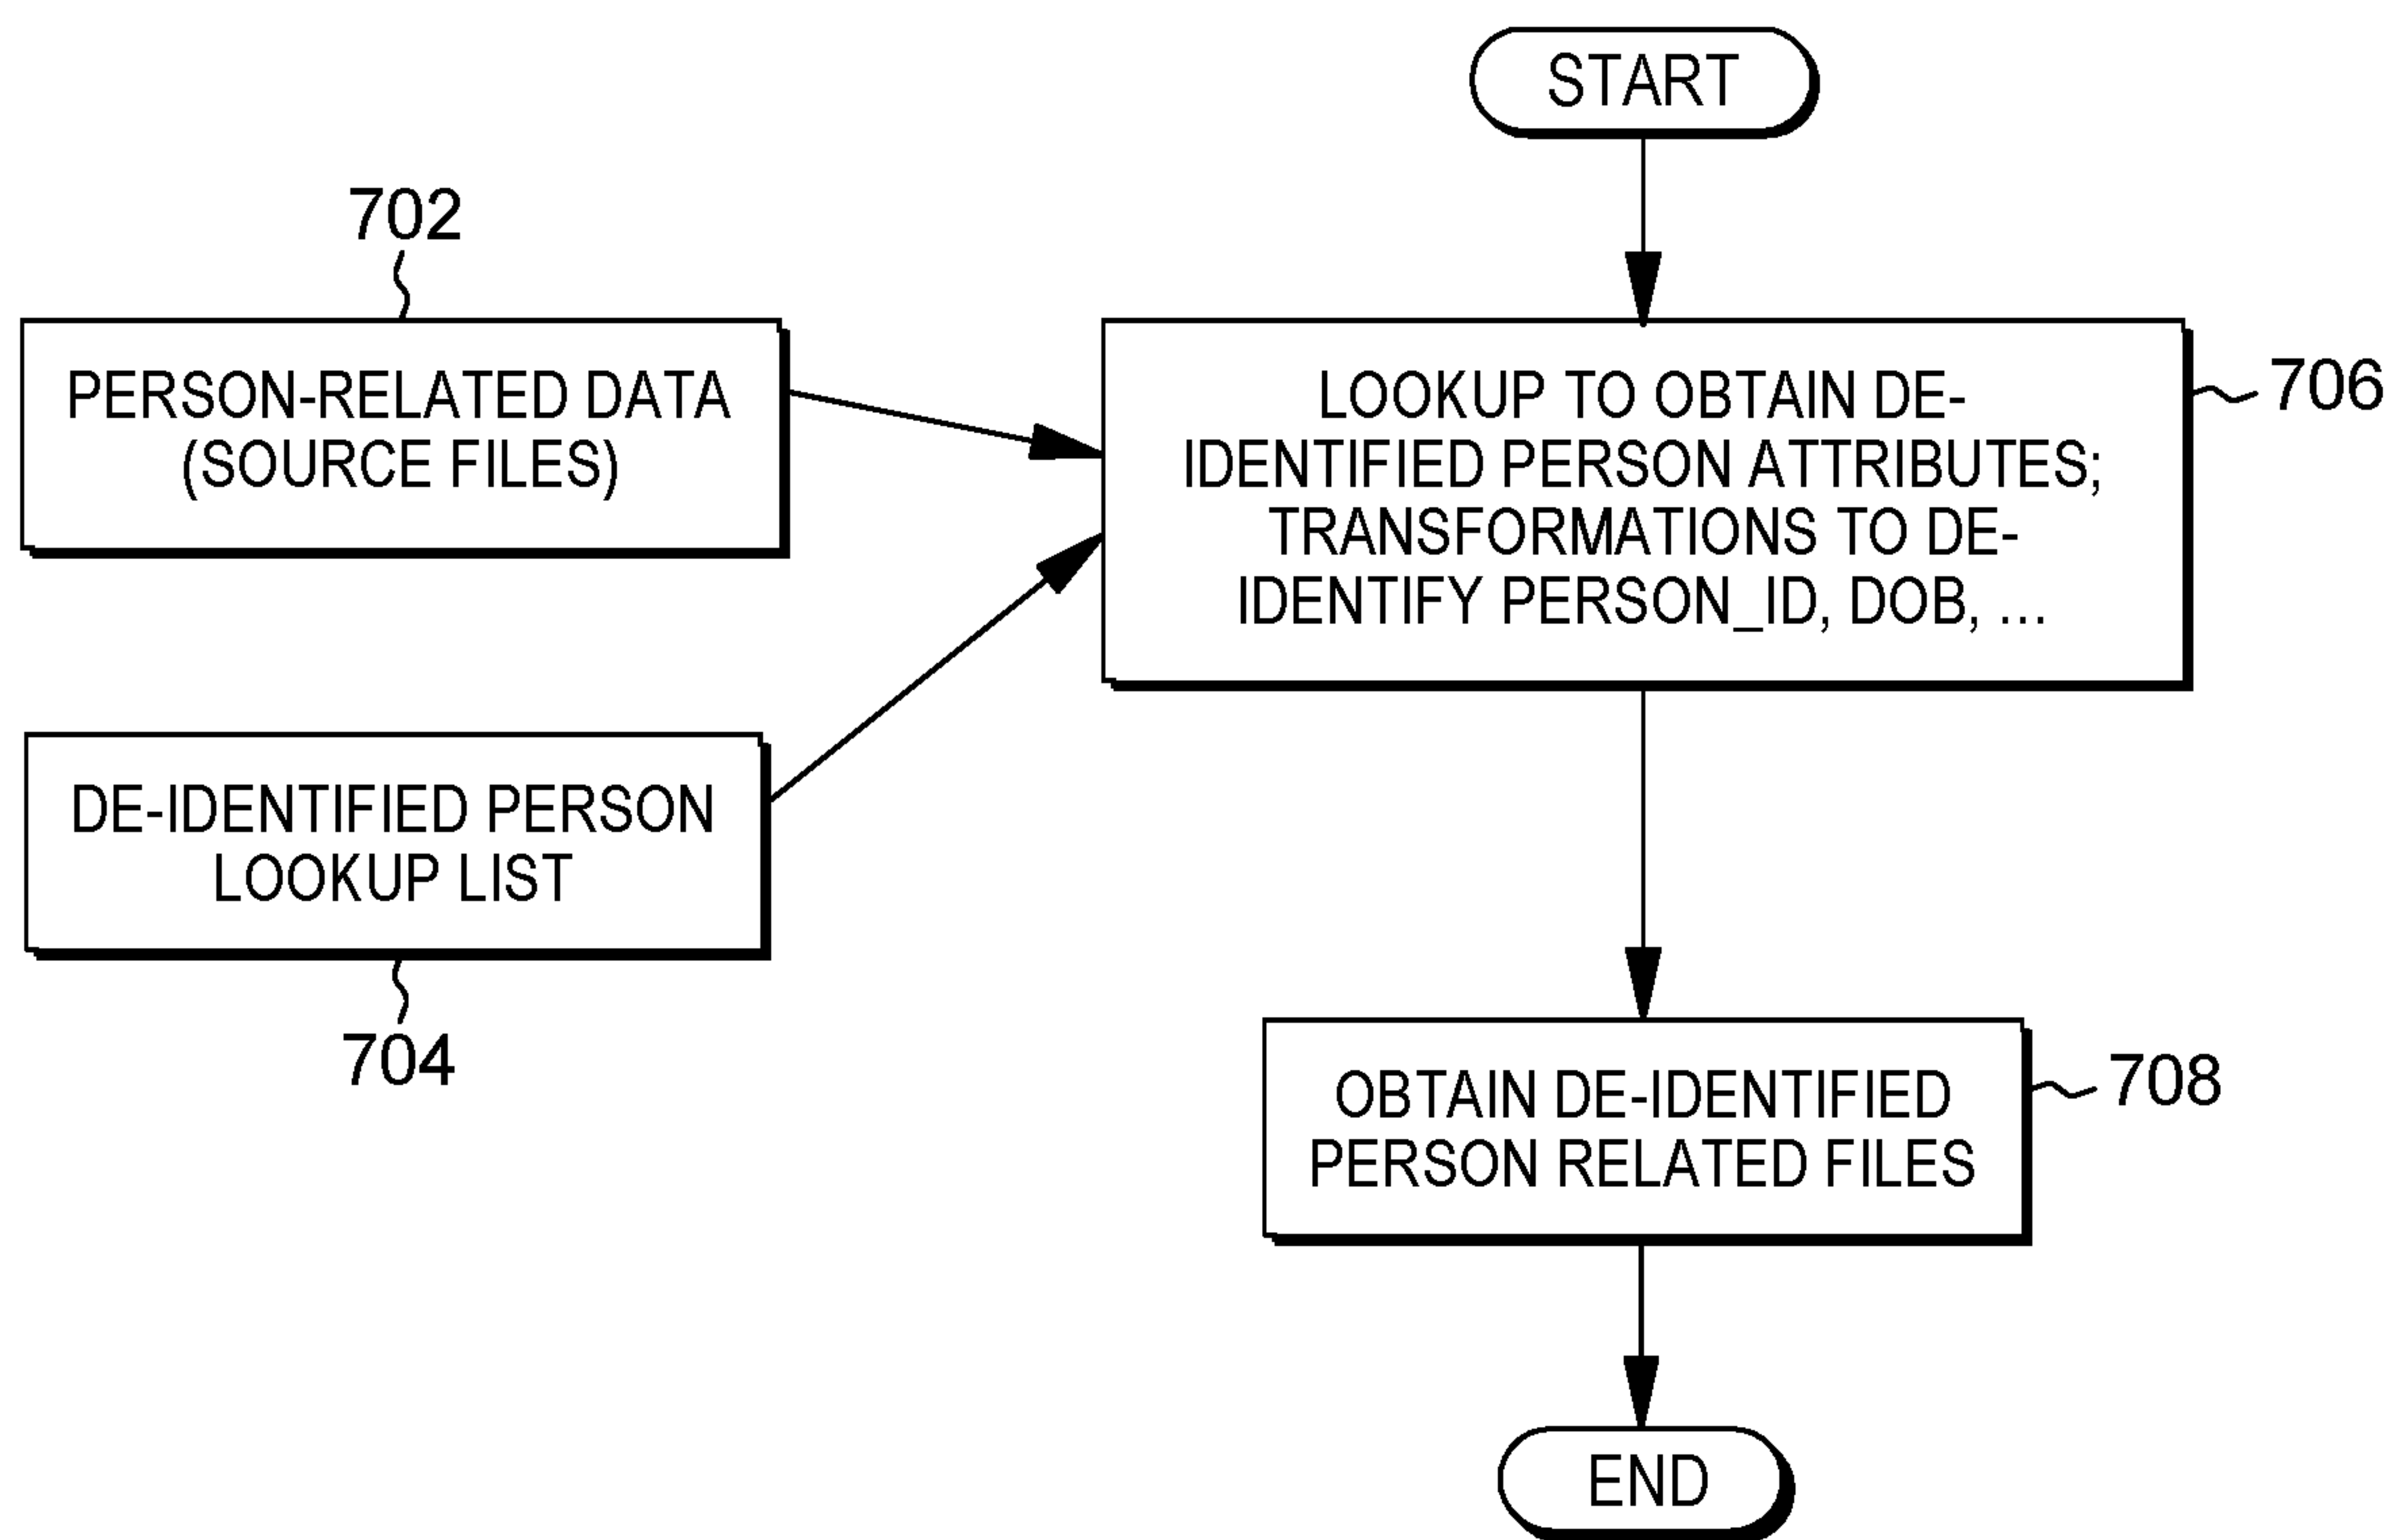 START
702
PERSON-RELATED DATA
(SOURCE FILES)
LOOKUP TO OBTAIN DE-
IDENTIFIED PERSON ATTRIBUTES;
TRANSFORMATIONS TO DE-
IDENTIFY PERSON_ID, DOB, ...
706
DE-IDENTIFIED PERSON
LOOKUP LIST
704
OBTAIN DE-IDENTIFIED
PERSON RELATED FILES
708
END